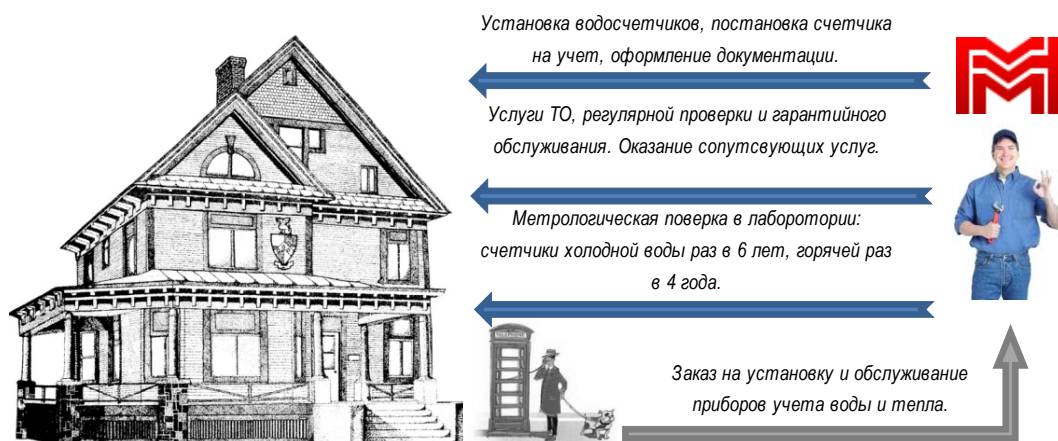 Установка водосчетчиков, постановка счетчика
на учет, оформление документации.
Услуги ТО, регулярной проверки и гарантийного
обслуживания. Оказание сопутсвующих услуг.
Метрологическая поверка в лаборотории:
счетчики холодной воды раз в 6 лет, горячей раз
в 4 года.
TELEPHONE
Заказ на установку и обслуживание
приборов учета воды и тепла.